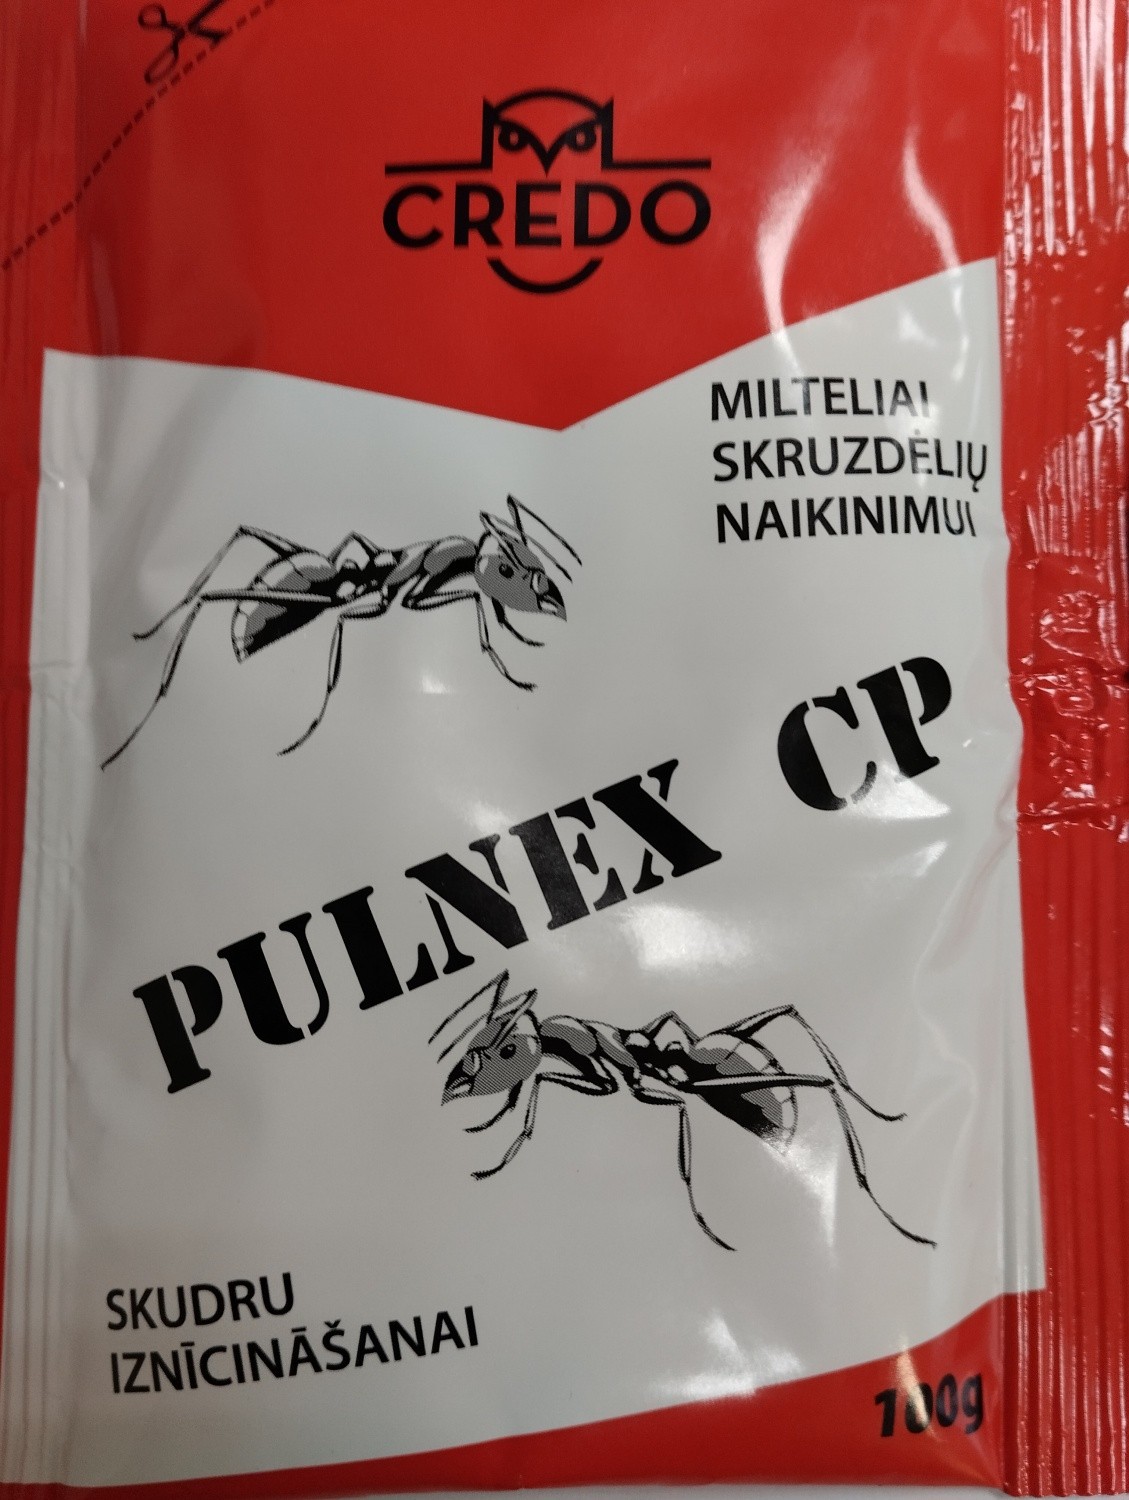 CREDO
MILTELIAI
SKRUZDĖLIŲ
NAIKINIMUI
PULNEX CP
SKUDRU
IZNĪCINĀŠANAI
100g